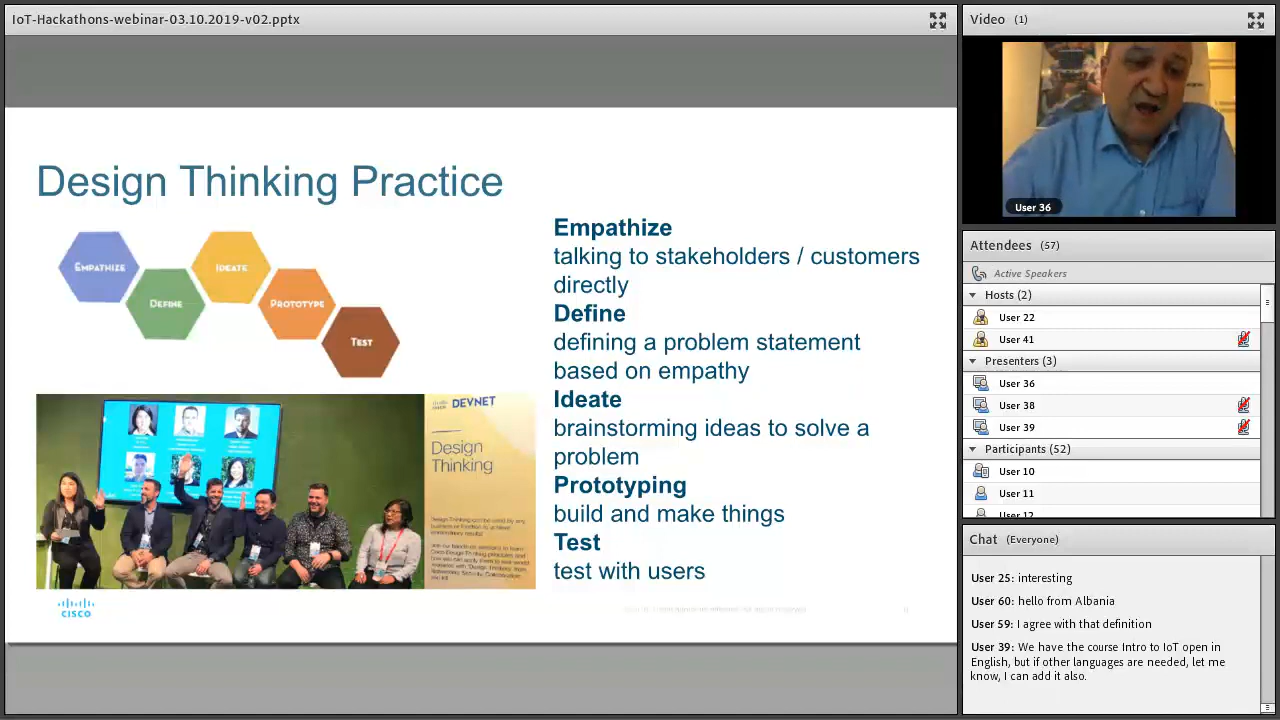 IoT-Hackathons-webinar-03.10.2019-v02.pptx
Design Thinking Practice
EMPATHIZE
DEFINE
IDEATE
PROTOTYPE
TEST
DEVNET
Design
Thinking
CISCO
Empathize
talking to stakeholders / customers
directly
Define
defining a problem statement
based on empathy
Ideate
brainstorming ideas to solve a
problem
Prototyping
build and make things
Test
test with users
Video (1)
User 36
Attendees (57)
Active Speakers
Hosts (2)
User 22
User 41
Presenters (3)
User 36
User 38
User 39
Participants (52)
User 10
User 11
User 12
Chat (Everyone)
User 25: interesting
User 60: hello from Albania
User 59: I agree with that definition
User 39: We have the course Intro to IoT open in
English, but if other languages are needed, let me
know, I can add it also.